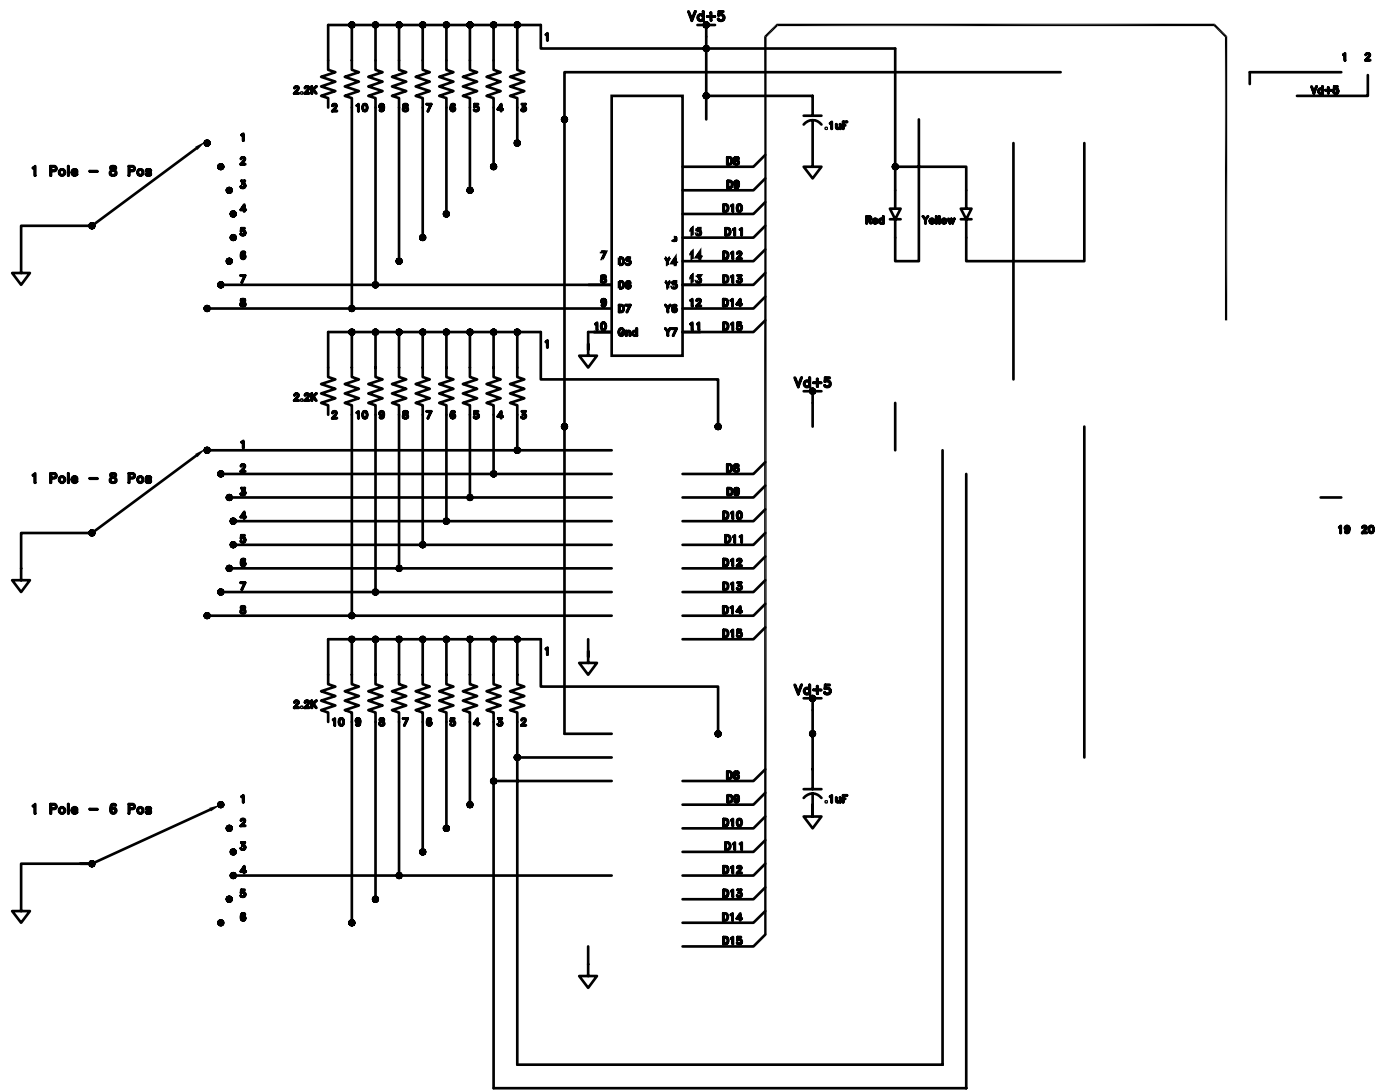 Vd+5
1
1 2
Vd+5
2.2K
2 10 9 8 7 6 5 4 3
.1uF
1 Pole - 8 Pos
1
2
3
4
5
6
7
8
D8
D9
D10
15 D11
7 D5 Y4 14 D12
8 D6 Y5 13 D13
9 D7 Y6 12 D14
10 Gnd Y7 11 D15
Red Yellow
1
Vd+5
2.2K
2 10 9 8 7 6 5 4 3
1 Pole - 8 Pos
1
2
3
4
5
6
7
8
D8
D9
D10
D11
D12
D13
D14
D15
19 20
1
Vd+5
2.2K
10 9 8 7 6 5 4 3 2
1 Pole - 6 Pos
1
2
3
4
5
6
D8
D9
D10
D11
D12
D13
D14
D15
.1uF